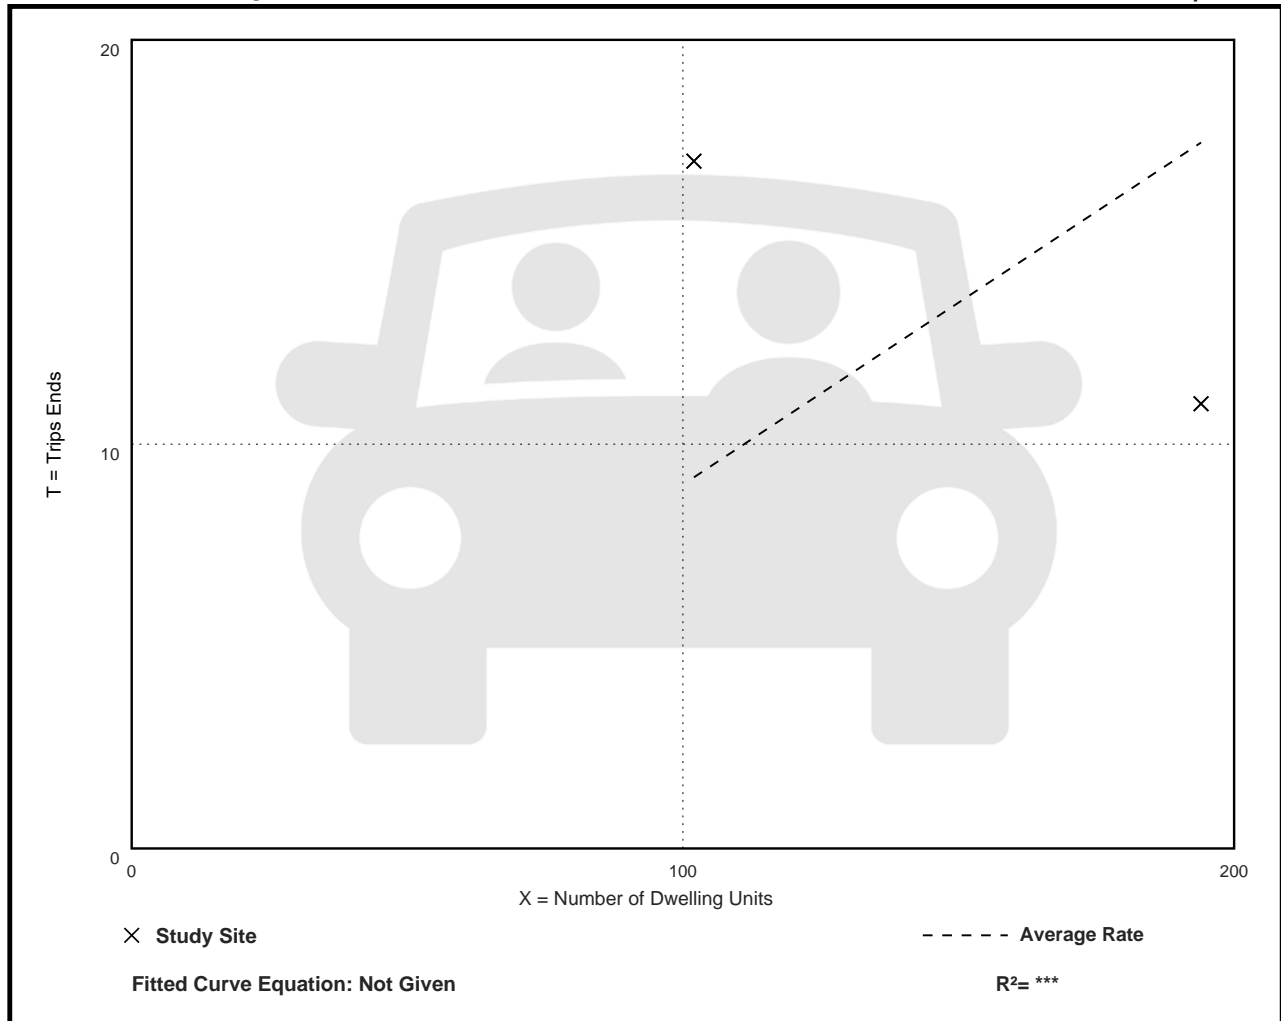 20
T = Trips Ends
10
0
0 100 200
X = Number of Dwelling Units
Study Site Average Rate
Fitted Curve Equation: Not Given R²= ***